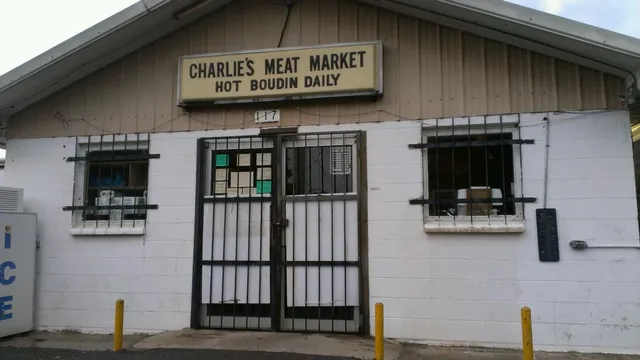 CHARLIE'S MEAT MARKET
HOT BOUDIN DAILY
117
ICE